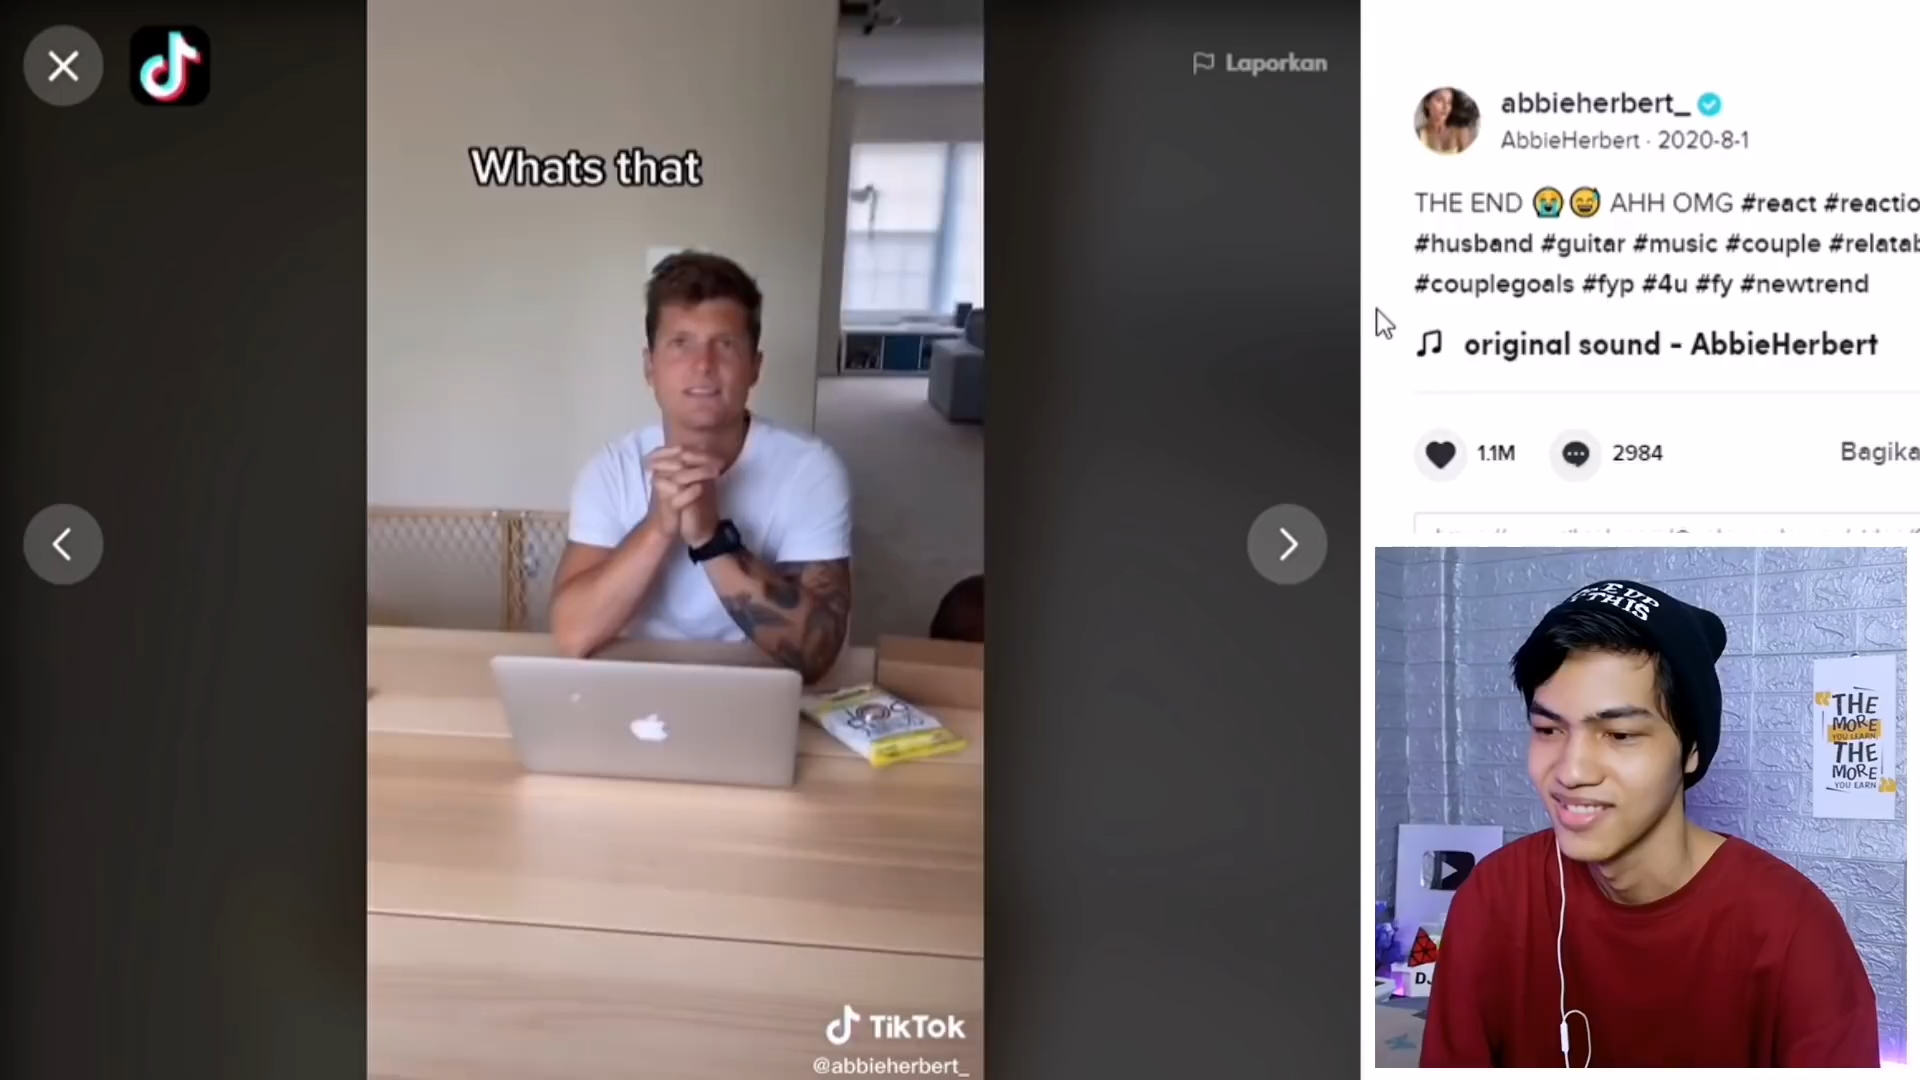 Laporkan
Whats that
TikTok
@abbieherbert_
abbieherbert_
AbbieHerbert · 2020-8-1
THE END 😭😅 AHH OMG #react #reactio
#husband #guitar #music #couple #relatab
#couplegoals #fyp #4u #fy #newtrend
original sound - AbbieHerbert
1.1M
2984
Bagika
THIS
THE
MORE
YOU LEARN
THE
MORE
YOU EARN